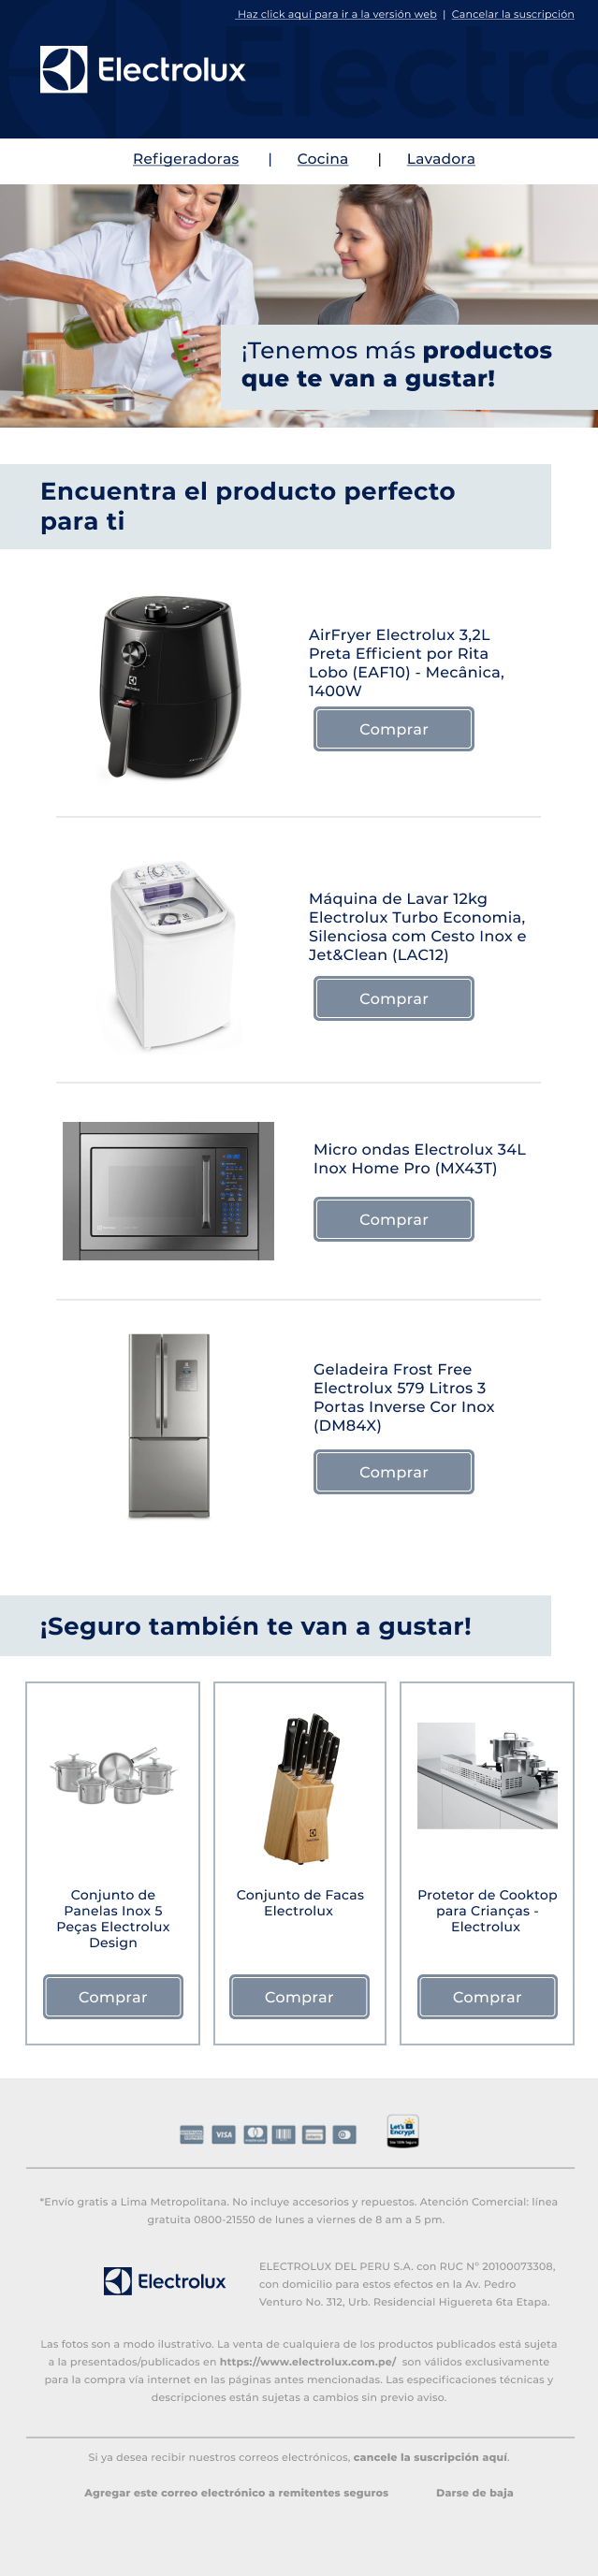 Haz click aquí para ir a la versión web | Cancelar la suscripción
Electrolux
Refigeradoras | Cocina | Lavadora
¡Tenemos más productos
que te van a gustar!
Encuentra el producto perfecto
para ti
AirFryer Electrolux 3,2L
Preta Efficient por Rita
Lobo (EAF10) - Mecânica,
1400W
Comprar
Máquina de Lavar 12kg
Electrolux Turbo Economia,
Silenciosa com Cesto Inox e
Jet&Clean (LAC12)
Comprar
Micro ondas Electrolux 34L
Inox Home Pro (MX43T)
Comprar
Geladeira Frost Free
Electrolux 579 Litros 3
Portas Inverse Cor Inox
(DM84X)
Comprar
¡Seguro también te van a gustar!
Conjunto de
Panelas Inox 5
Peças Electrolux
Design
Comprar
Conjunto de Facas
Electrolux
Comprar
Protetor de Cooktop
para Crianças -
Electrolux
Comprar
VISA
Let's
Encrypt
*Envío gratis a Lima Metropolitana. No incluye accesorios y repuestos. Atención Comercial: línea
gratuita 0800-21550 de lunes a viernes de 8 am a 5 pm.
Electrolux
ELECTROLUX DEL PERU S.A. con RUC Nº 20100073308,
con domicilio para estos efectos en la Av. Pedro
Venturo No. 312, Urb. Residencial Higuereta 6ta Etapa.
Las fotos son a modo ilustrativo. La venta de cualquiera de los productos publicados está sujeta
a la presentados/publicados en https://www.electrolux.com.pe/ son válidos exclusivamente
para la compra vía internet en las páginas antes mencionadas. Las especificaciones técnicas y
descripciones están sujetas a cambios sin previo aviso.
Si ya desea recibir nuestros correos electrónicos, cancele la suscripción aquí.
Agregar este correo electrónico a remitentes seguros Darse de baja